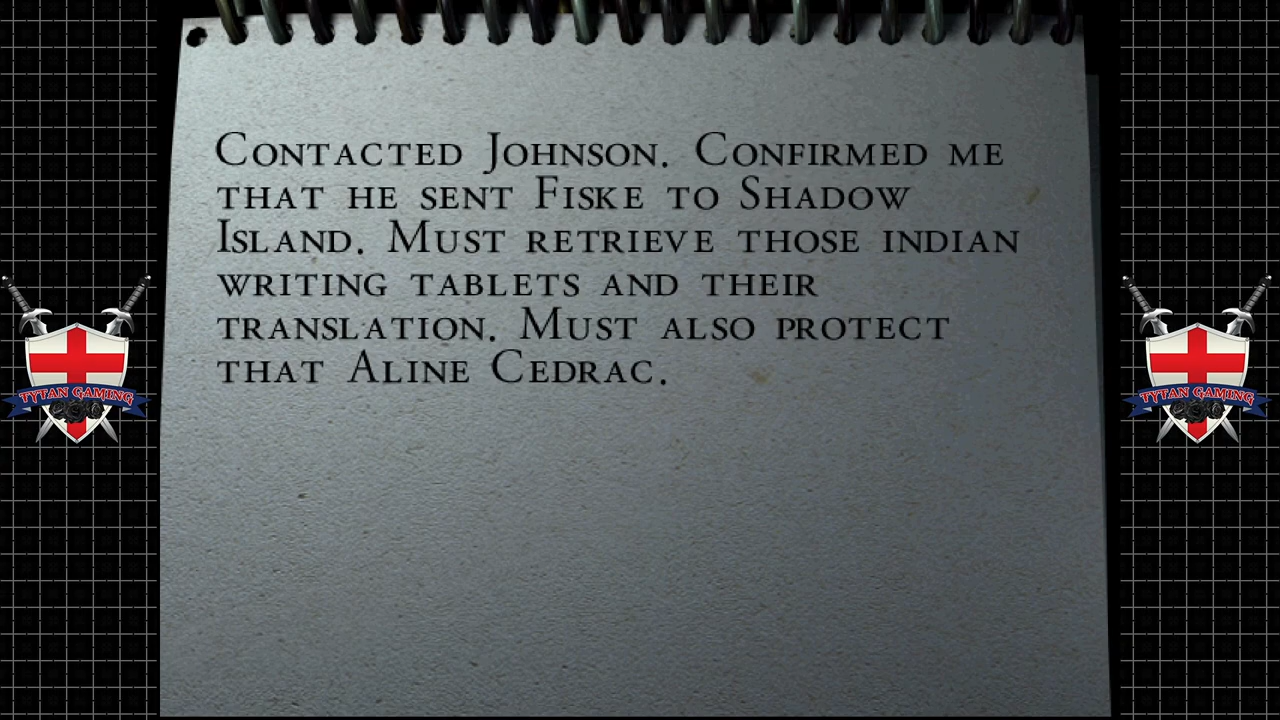 Contacted Johnson. Confirmed me
that he sent Fiske to Shadow
Island. Must retrieve those indian
writing tablets and their
translation. Must also protect
that Aline Cedrac.
TYTAN GAMING
TYTAN GAMING